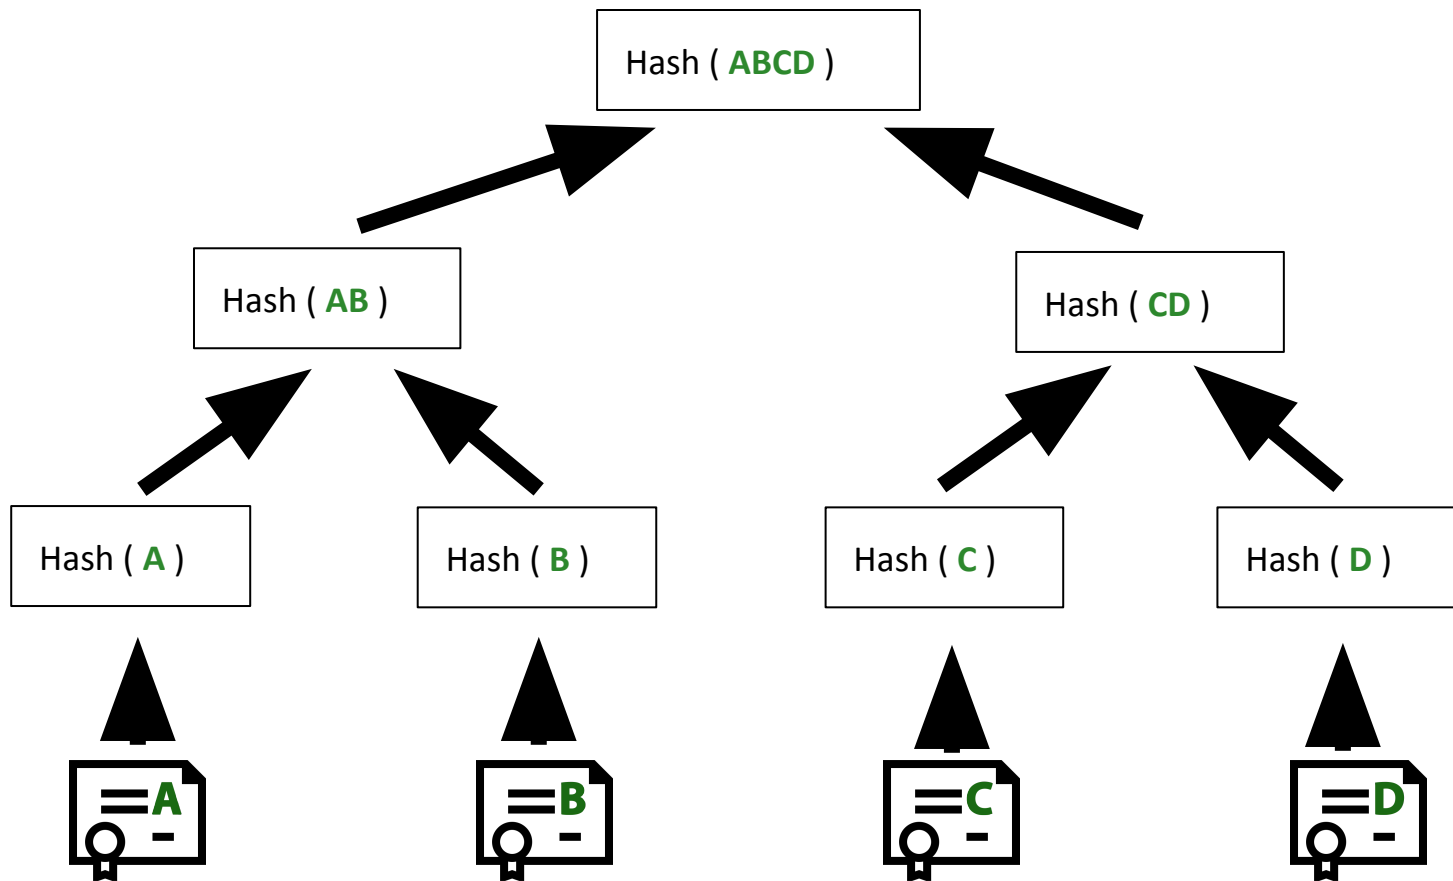 Hash ( ABCD )
Hash ( AB )
Hash ( CD )
Hash ( A )
Hash ( B )
Hash ( C )
Hash ( D )
A
B
C
D